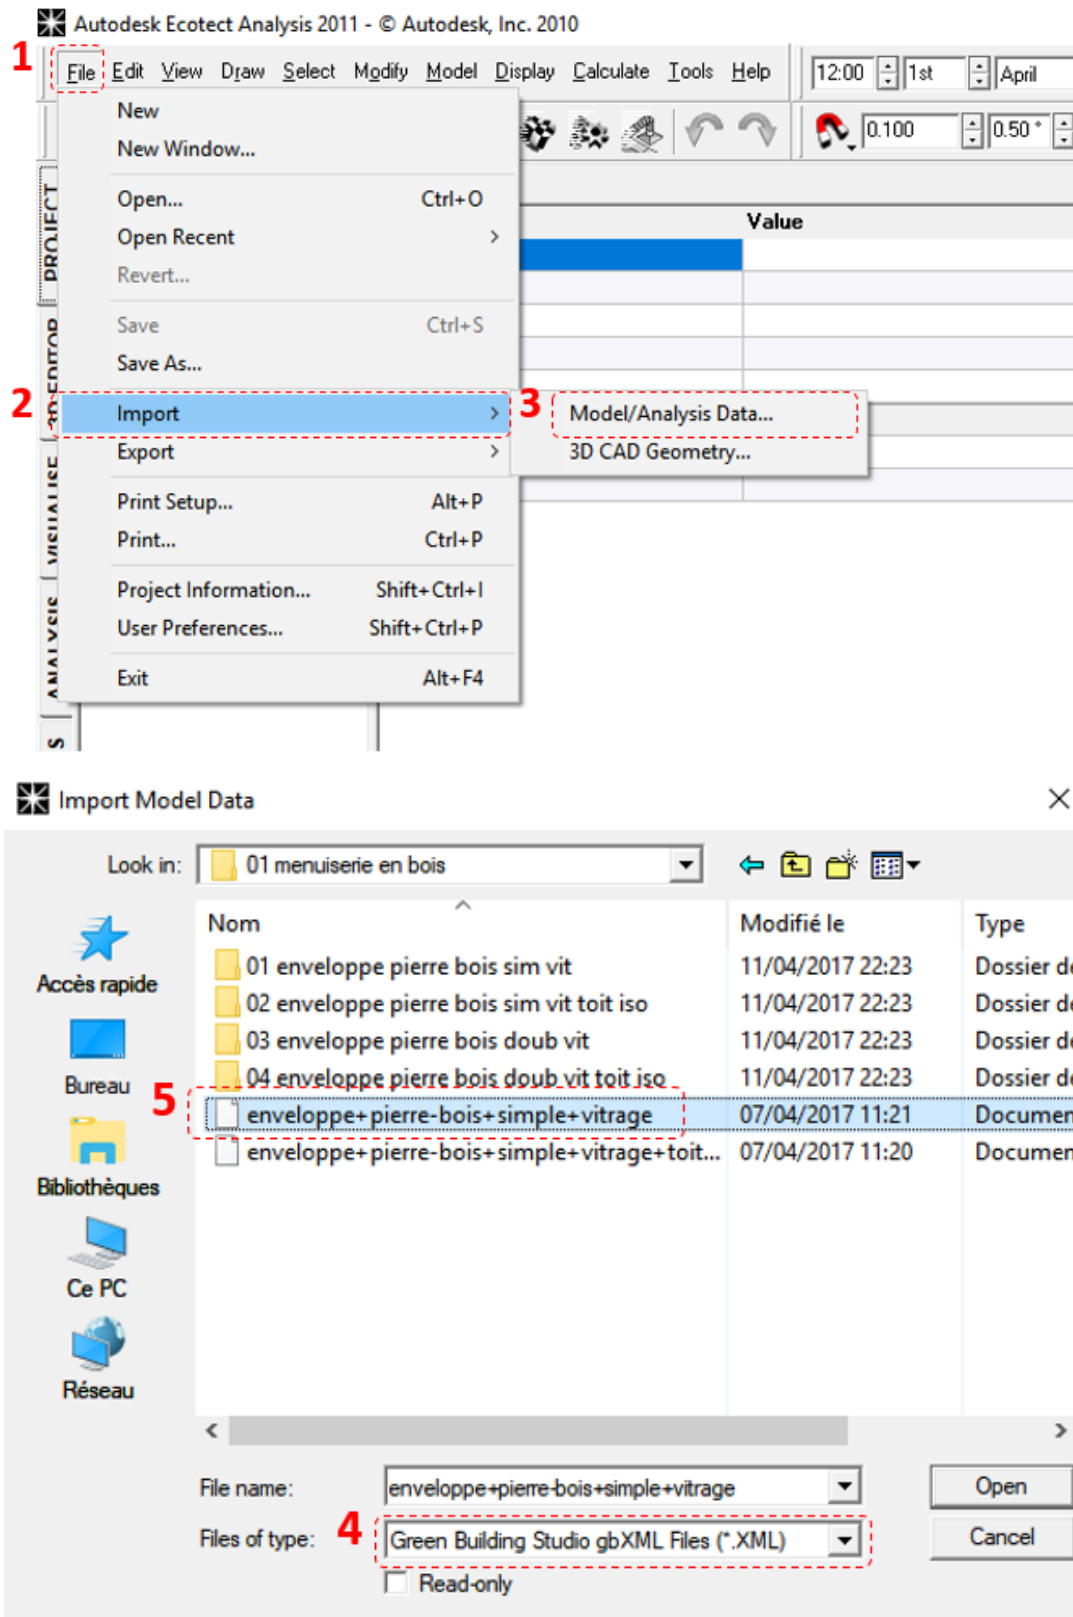 Autodesk Ecotect Analysis 2011 - © Autodesk, Inc. 2010
1
File Edit View Draw Select Modify Model Display Calculate Tools Help 12:00 1st April
New 0.100 0.50 °
New Window...
Open... Ctrl+O
Value
Open Recent
Revert...
Save Ctrl+S
Save As...
2 Import 3 Model/Analysis Data...
Export 3D CAD Geometry...
Print Setup... Alt+P
Print... Ctrl+P
Project Information... Shift+Ctrl+I
User Preferences... Shift+Ctrl+P
Exit Alt+F4
PROJECT
3D EDITOR
VISUALISE
ANALYSIS
S
Import Model Data
Look in: 01 menuiserie en bois
Nom Modifié le Type
01 enveloppe pierre bois sim vit 11/04/2017 22:23 Dossier de
02 enveloppe pierre bois sim vit toit iso 11/04/2017 22:23 Dossier de
03 enveloppe pierre bois doub vit 11/04/2017 22:23 Dossier de
04 enveloppe pierre bois doub vit toit iso 11/04/2017 22:23 Dossier de
5 enveloppe+pierre-bois+simple+vitrage 07/04/2017 11:21 Documen
enveloppe+pierre-bois+simple+vitrage+toit... 07/04/2017 11:20 Documen
Accès rapide
Bureau
Bibliothèques
Ce PC
Réseau
File name: enveloppe+pierre-bois+simple+vitrage Open
Files of type: 4 Green Building Studio gbXML Files (*.XML) Cancel
Read-only